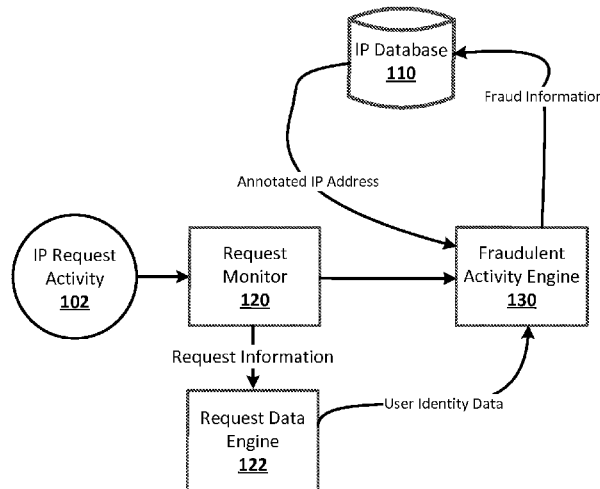 IP Database
110
Fraud Information
Annotated IP Address
IP Request
Activity
102
Request
Monitor
120
Fraudulent
Activity Engine
130
Request Information
User Identity Data
Request Data
Engine
122